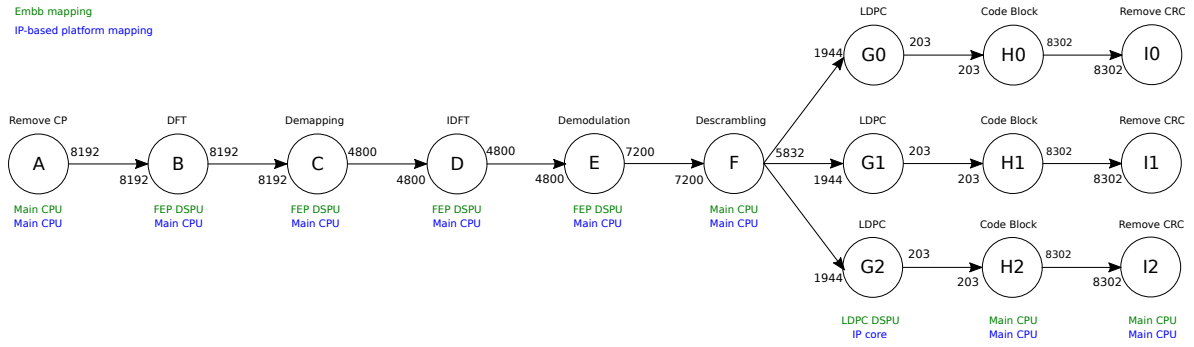 Embb mapping
IP-based platform mapping
LDPC
Code Block
Remove CRC
G0
H0
I0
1944
203
203
8302
8302
Remove CP
DFT
Demapping
IDFT
Demodulation
Descrambling
LDPC
Code Block
Remove CRC
A
B
C
D
E
F
G1
H1
I1
8192
8192
8192
8192
4800
4800
4800
4800
7200
7200
5832
1944
203
203
8302
8302
Main CPU
Main CPU
FEP DSPU
Main CPU
FEP DSPU
Main CPU
FEP DSPU
Main CPU
FEP DSPU
Main CPU
Main CPU
Main CPU
LDPC
Code Block
Remove CRC
G2
H2
I2
1944
203
203
8302
8302
LDPC DSPU
IP core
Main CPU
Main CPU
Main CPU
Main CPU